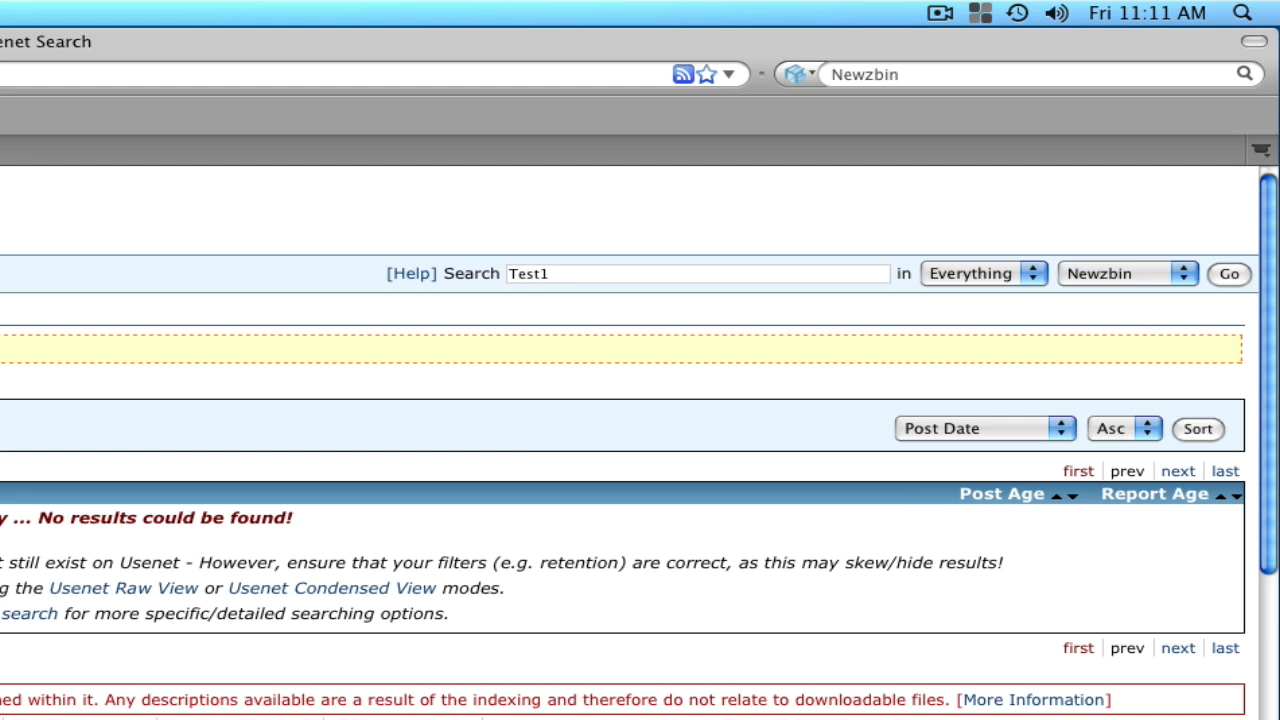 Fri 11:11 AM
enet Search
Newzbin
[Help] Search Test1 in Everything Newzbin Go
Post Date Asc Sort
first prev next last
Post Age Report Age
y ... No results could be found!
t still exist on Usenet - However, ensure that your filters (e.g. retention) are correct, as this may skew/hide results!
g the Usenet Raw View or Usenet Condensed View modes.
search for more specific/detailed searching options.
first prev next last
ned within it. Any descriptions available are a result of the indexing and therefore do not relate to downloadable files. [More Information]